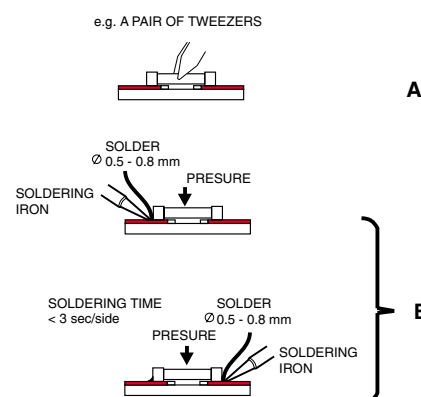 e.g. A PAIR OF TWEEZERS
A
SOLDER
Ø 0.5 - 0.8 mm
PRESURE
SOLDERING
IRON
SOLDERING TIME
< 3 sec/side
SOLDER
Ø 0.5 - 0.8 mm
PRESURE
SOLDERING
IRON